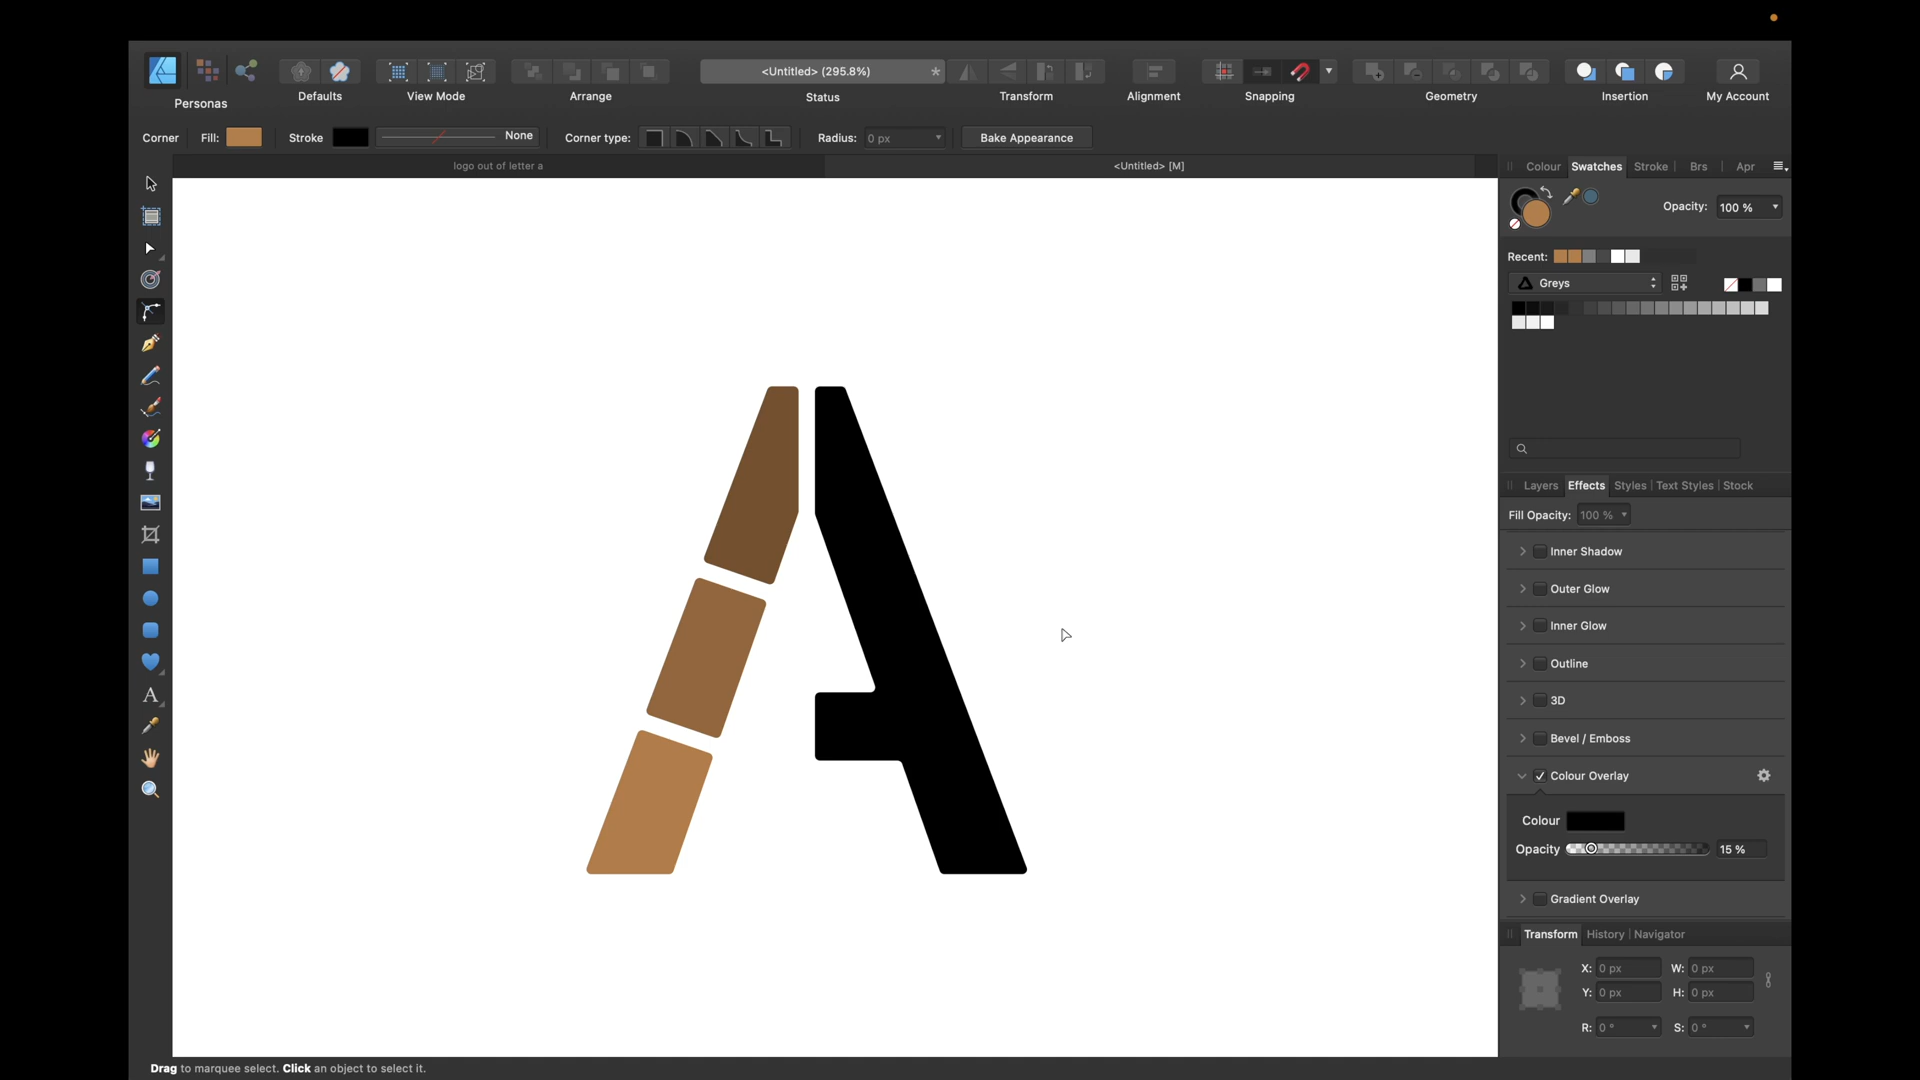 <Untitled> (295.8%) *
Personas Defaults View Mode Arrange Status Transform Alignment Snapping Geometry Insertion My Account
Corner Fill: Stroke None Corner type: Radius: 0 px Bake Appearance
logo out of letter a
<Untitled> [M]
Colour Swatches Stroke Brs Apr
Opacity: 100 %
Recent:
Greys
Layers Effects Styles Text Styles Stock
Fill Opacity: 100 %
Inner Shadow
Outer Glow
Inner Glow
Outline
3D
Bevel / Emboss
Colour Overlay
Colour
Opacity 15 %
Gradient Overlay
Transform History Navigator
X: 0 px W: 0 px
Y: 0 px H: 0 px
R: 0 ° S: 0 °
A
Drag to marquee select. Click an object to select it.